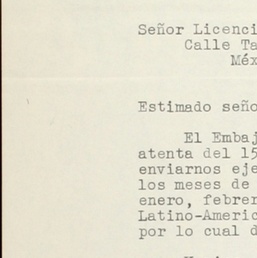 Señor Licenci
Calle Ta
Méx
Estimado seño
El Embaj
atenta del 15
enviarnos eje
los meses de
enero, febrer
Latino-Americ
por lo cual d